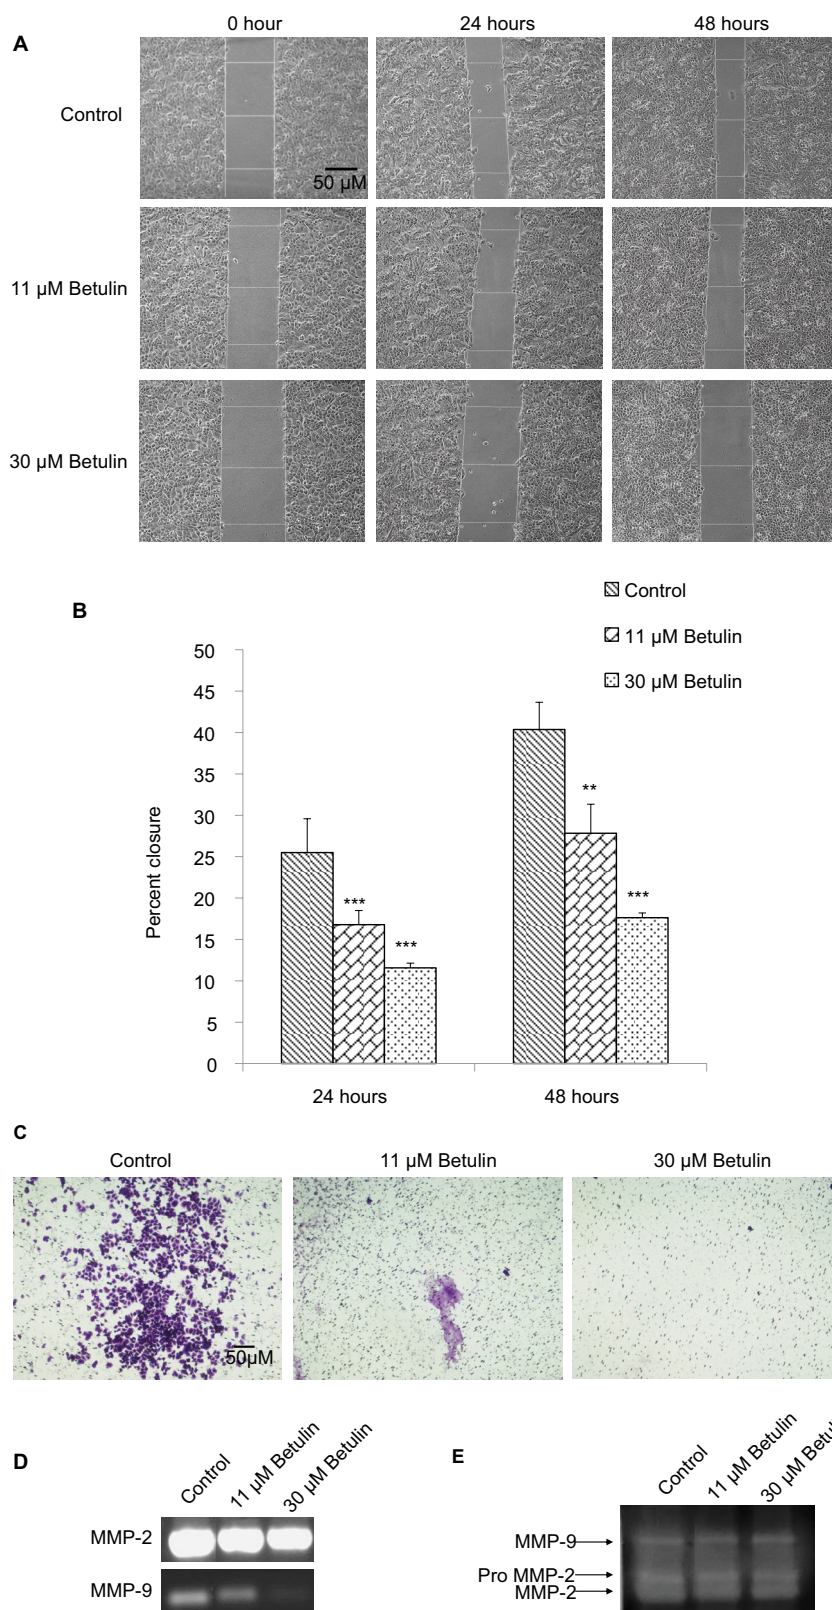 A
0 hour
24 hours
48 hours
Control
50 µM
11 µM Betulin
30 µM Betulin
B
Control
11 µM Betulin
30 µM Betulin
50
45
40
35
30
25
20
15
10
5
0
Percent closure
***
***
**
***
24 hours
48 hours
C
Control
11 µM Betulin
30 µM Betulin
50µM
D
Control
11 µM Betulin
30 µM Betulin
MMP-2
MMP-9
E
Control
11 µM Betulin
30 µM Betulin
MMP-9
Pro MMP-2
MMP-2